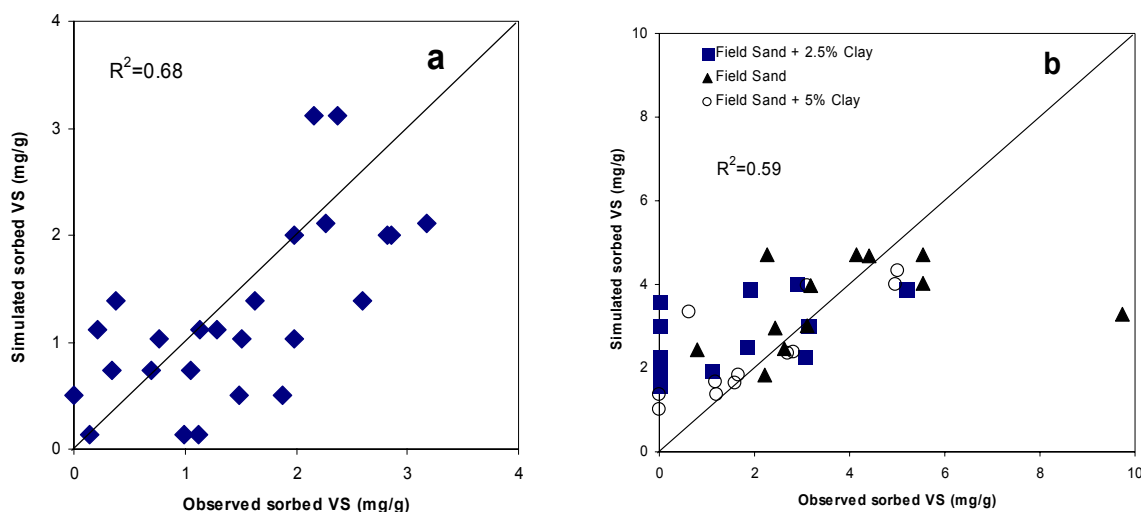 a
R²=0.68
4
3
2
1
0
0 1 2 3 4
Simulated sorbed VS (mg/g)
Observed sorbed VS (mg/g)
b
Field Sand + 2.5% Clay
Field Sand
Field Sand + 5% Clay
R²=0.59
10
8
6
4
2
0
0 2 4 6 8 10
Simulated sorbed VS (mg/g)
Observed sorbed VS (mg/g)